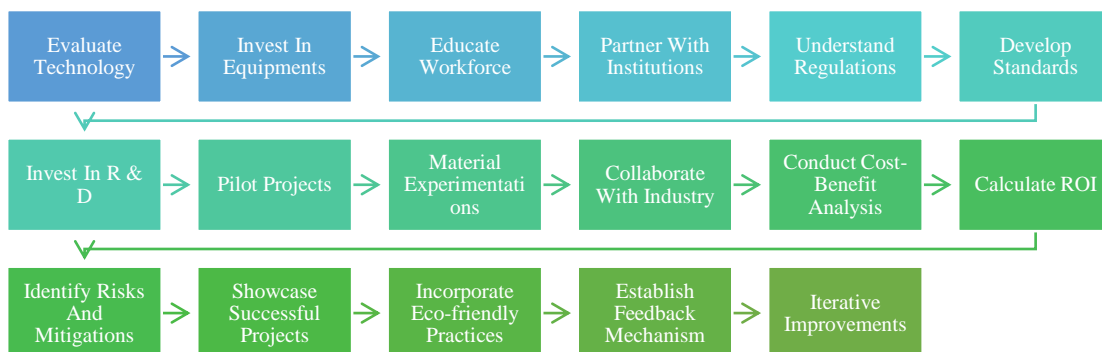 Evaluate
Technology
Invest In
Equipments
Educate
Workforce
Partner With
Institutions
Understand
Regulations
Develop
Standards
Invest In R &
D
Pilot Projects
Material
Experimentati
ons
Collaborate
With Industry
Conduct Cost-
Benefit
Analysis
Calculate ROI
Identify Risks
And
Mitigations
Showcase
Successful
Projects
Incorporate
Eco-friendly
Practices
Establish
Feedback
Mechanism
Iterative
Improvements